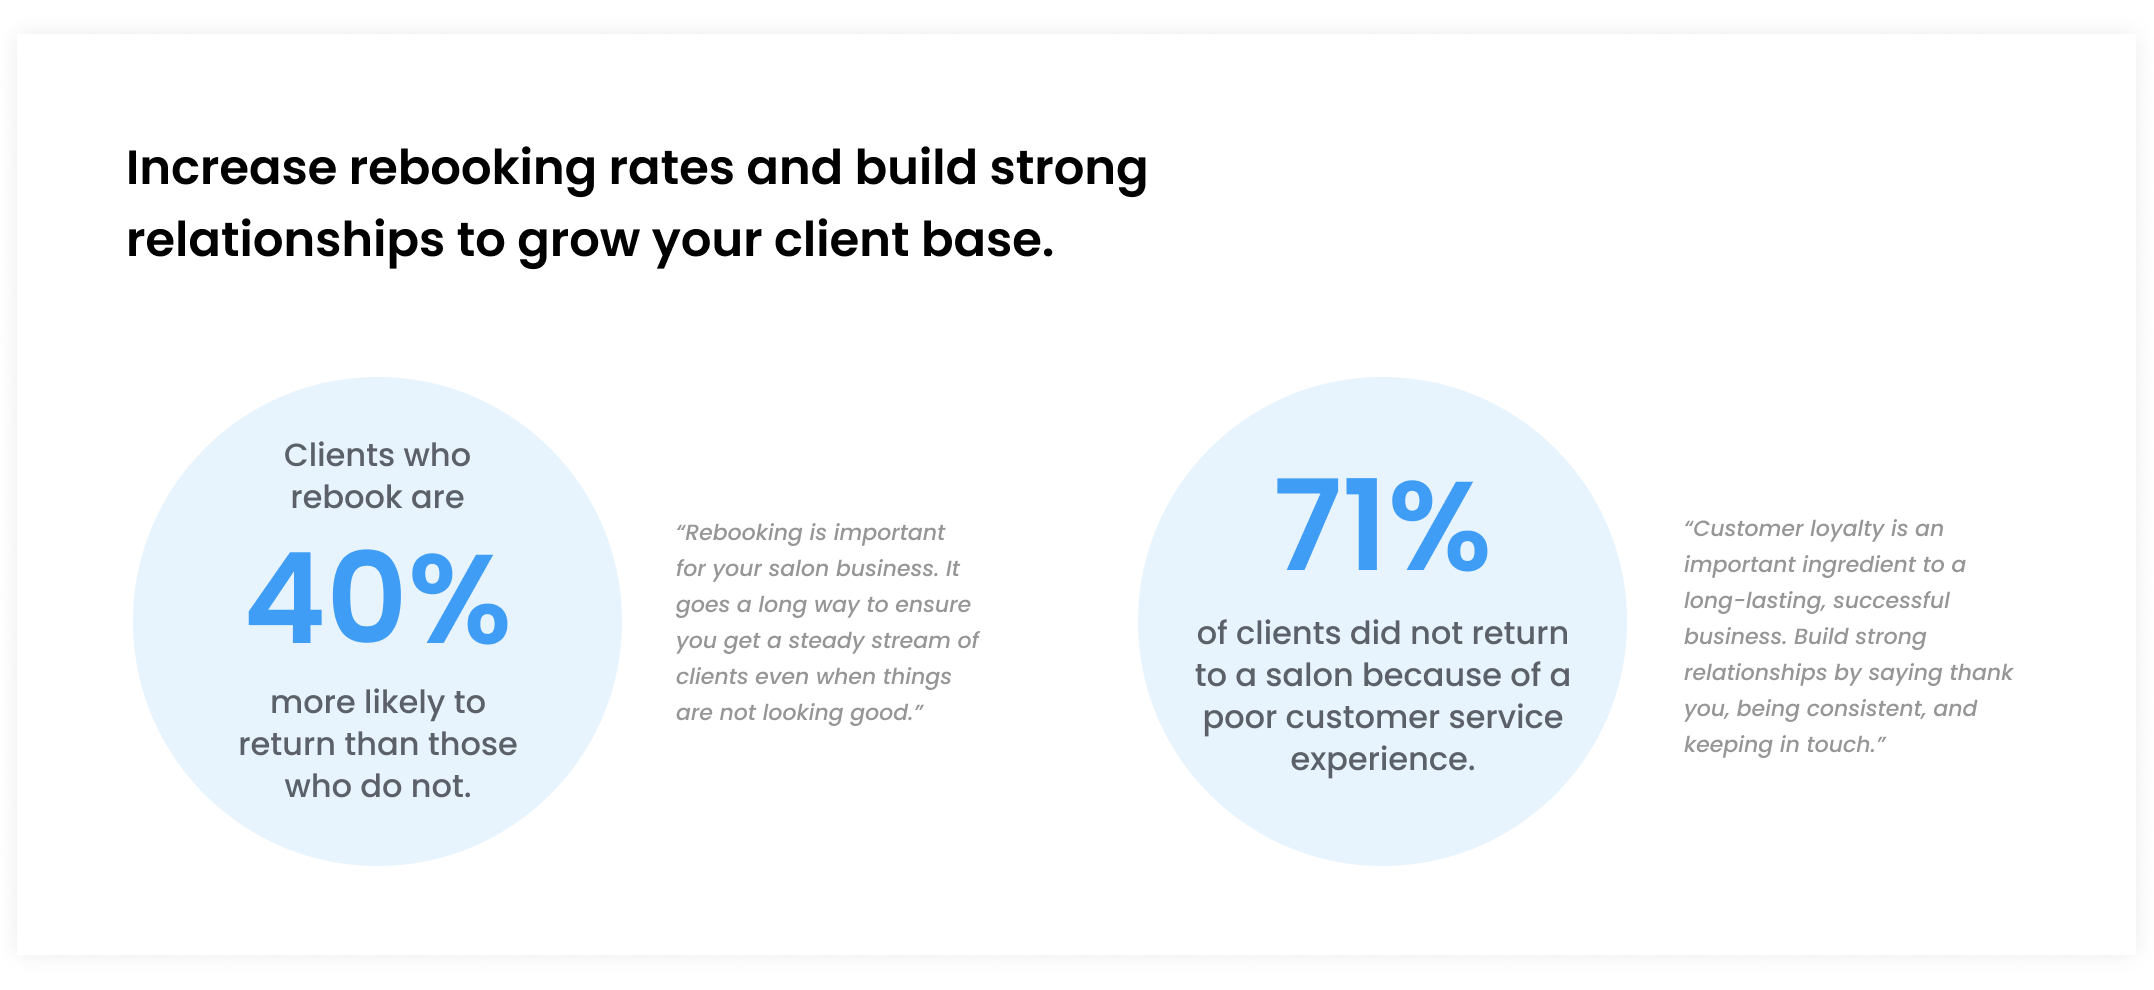 Increase rebooking rates and build strong
relationships to grow your client base.
Clients who
rebook are
40%
more likely to
return than those
who do not.
“Rebooking is important
for your salon business. It
goes a long way to ensure
you get a steady stream of
clients even when things
are not looking good.”
71%
of clients did not return
to a salon because of a
poor customer service
experience.
“Customer loyalty is an
important ingredient to a
long-lasting, successful
business. Build strong
relationships by saying thank
you, being consistent, and
keeping in touch.”